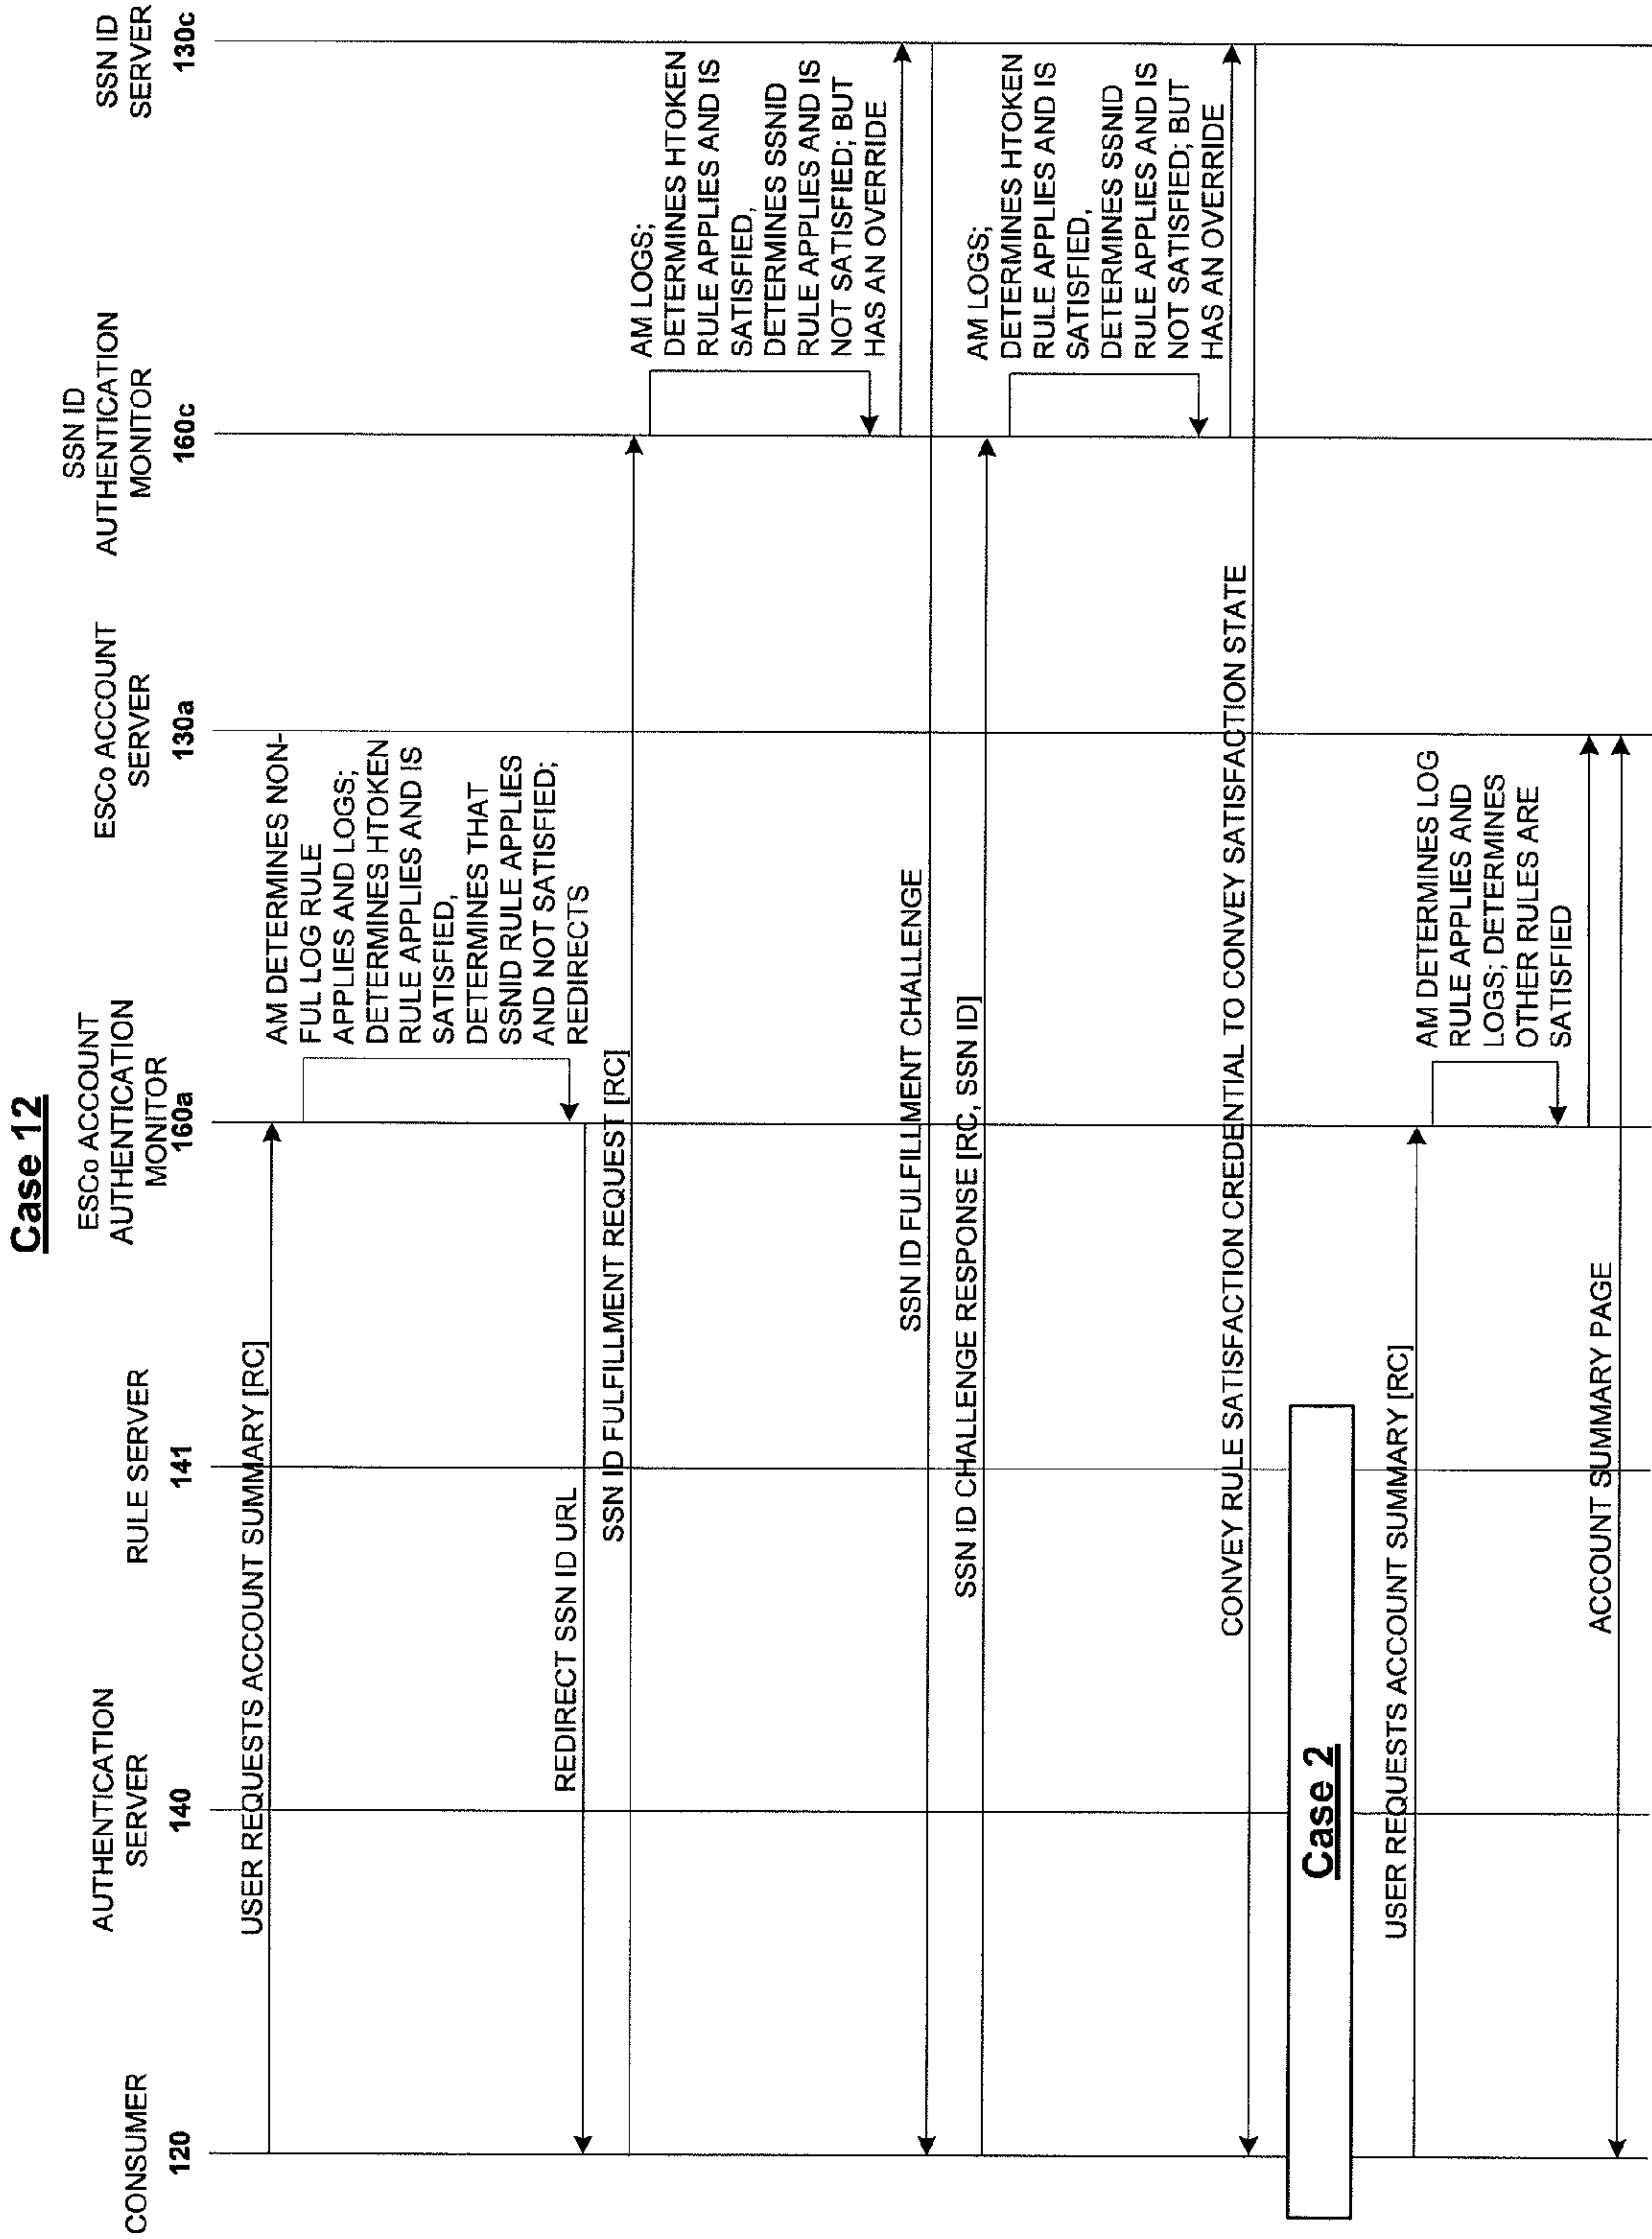 Case 12
CONSUMER
120
AUTHENTICATION
SERVER
140
RULE SERVER
141
ESCo ACCOUNT
AUTHENTICATION
MONITOR
160a
ESCo ACCOUNT
SERVER
130a
SSN ID
AUTHENTICATION
MONITOR
160c
SSN ID
SERVER
130c
USER REQUESTS ACCOUNT SUMMARY [RC]
AM DETERMINES NON-
FUL LOG RULE
APPLIES AND LOGS;
DETERMINES HTOKEN
RULE APPLIES AND IS
SATISFIED,
DETERMINES THAT
SSNID RULE APPLIES
AND NOT SATISFIED;
REDIRECTS
REDIRECT SSN ID URL
SSN ID FULFILLMENT REQUEST [RC]
AM LOGS;
DETERMINES HTOKEN
RULE APPLIES AND IS
SATISFIED,
DETERMINES SSNID
RULE APPLIES AND IS
NOT SATISFIED; BUT
HAS AN OVERRIDE
SSN ID FULFILLMENT CHALLENGE
SSN ID CHALLENGE RESPONSE [RC, SSN ID]
AM LOGS;
DETERMINES HTOKEN
RULE APPLIES AND IS
SATISFIED,
DETERMINES SSNID
RULE APPLIES AND IS
NOT SATISFIED; BUT
HAS AN OVERRIDE
CONVEY RULE SATISFACTION CREDENTIAL TO CONVEY SATISFACTION STATE
Case 2
USER REQUESTS ACCOUNT SUMMARY [RC]
AM DETERMINES LOG
RULE APPLIES AND
LOGS; DETERMINES
OTHER RULES ARE
SATISFIED
ACCOUNT SUMMARY PAGE